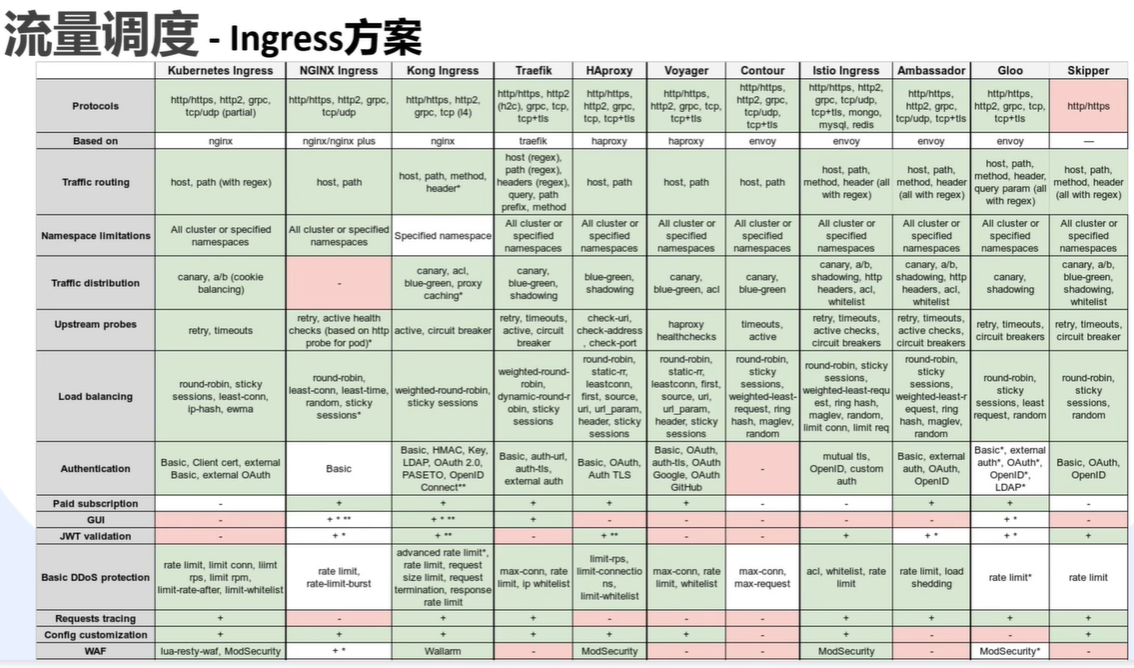 流量调度 - Ingress方案
Kubernetes Ingress NGINX Ingress Kong Ingress Traefik HAproxy Voyager Contour Istio Ingress Ambassador Gloo Skipper
Protocols
http/https, http2, grpc,
tcp/udp (partial)
http/https, http2, grpc,
tcp/udp
http/https, http2,
grpc, tcp (l4)
http/https, http2
(h2c), grpc, tcp,
tcp+tls
http/https,
http2, grpc,
tcp, tcp+tls
http/https,
http2, grpc, tcp,
tcp+tls
http/https,
http2, grpc,
tcp/udp,
tcp+tls
http/https, http2,
grpc, tcp/udp,
tcp+tls, mongo,
mysql, redis
http/https,
http2, grpc,
tcp/udp, tcp+tls
http/https,
http2, grpc, tcp,
tcp+tls
http/https
Based on nginx nginx/nginx plus nginx traefik haproxy haproxy envoy envoy envoy envoy —
Traffic routing
host, path (with regex)
host, path
host, path, method,
header*
host (regex),
path (regex),
headers (regex),
query, path
prefix, method
host, path
host, path
host, path
host, path,
method, header (all
with regex)
host, path,
method, header
(all with regex)
host, path,
method, header,
query param (all
with regex)
host, path,
method, header
(all with regex)
Namespace limitations
All cluster or specified
namespaces
All cluster or specified
namespaces
Specified namespace
All cluster or
specified
namespaces
All cluster or
specified
namespaces
All cluster or
specified
namespaces
All cluster or
specified
namespaces
All cluster or
specified
namespaces
All cluster or
specified
namespaces
All cluster or
specified
namespaces
All cluster or
specified
namespaces
Traffic distribution
canary, a/b (cookie
balancing)
-
canary, acl,
blue-green, proxy
caching*
canary,
blue-green,
shadowing
blue-green,
shadowing
canary,
blue-green, acl
canary,
blue-green
canary, a/b,
shadowing, http
headers, acl,
whitelist
canary, a/b,
shadowing, http
headers, acl,
whitelist
canary,
shadowing
canary, a/b,
blue-green,
shadowing,
whitelist
Upstream probes
retry, timeouts
retry, active health
checks (based on http
probe for pod)*
active, circuit breaker
retry, timeouts,
active, circuit
breaker
check-uri,
check-address
, check-port
haproxy
healthchecks
timeouts,
active
retry, timeouts,
active checks,
circuit breakers
retry, timeouts,
active checks,
circuit breakers
retry, timeouts,
circuit breakers
retry, timeouts,
circuit breakers
Load balancing
round-robin, sticky
sessions, least-conn,
ip-hash, ewma
round-robin,
least-conn, least-time,
random, sticky
sessions*
weighted-round-robin,
sticky sessions
weighted-round-
robin,
dynamic-round-r
obin, sticky
sessions
round-robin,
static-rr,
leastconn,
first, source,
uri, url_param,
header, sticky
sessions
round-robin,
static-rr,
leastconn, first,
source, uri,
url_param,
header, sticky
sessions
round-robin,
sticky
sessions,
weighted-least-
request, ring
hash, maglev,
random
round-robin, sticky
sessions,
weighted-least-requ
est, ring hash,
maglev, random,
limit conn, limit req
round-robin,
sticky
sessions,
weighted-least-r
equest, ring
hash, maglev,
random
round-robin,
sticky
sessions, least
request, random
round-robin,
sticky
sessions,
random
Authentication
Basic, Client cert, external
Basic, external OAuth
Basic
Basic, HMAC, Key,
LDAP, OAuth 2.0,
PASETO, OpenID
Connect**
Basic, auth-url,
auth-tls,
external auth
Basic, OAuth,
Auth TLS
Basic, OAuth,
auth-tls, OAuth
Google, OAuth
GitHub
-
mutual tls,
OpenID, custom
auth
Basic, external
auth, OAuth,
OpenID
Basic*, external
auth*, OAuth*,
OpenID*,
LDAP*
Basic, OAuth,
OpenID
Paid subscription - + + + + + - - + + -
GUI - + * ** + * ** + - - - - - + * -
JWT validation - + * + ** - + ** - - + + * + * +
Basic DDoS protection
rate limit, limit conn, liimt
rps, limit rpm,
limit-rate-after, limit-whitelist
rate limit,
rate-limit-burst
advanced rate limit*,
rate limit, request
size limit, request
termination, response
rate limit
max-conn, rate
limit, ip whitelist
limit-rps,
limit-connectio
ns,
limit-whitelist
max-conn, rate
limit, whitelist
max-conn,
max-request
acl, whitelist, rate
limit
rate limit, load
shedding
rate limit*
rate limit
Requests tracing + - + + - - - + + + +
Config customization + + + + + + - + - - +
WAF lua-resty-waf, ModSecurity + * Wallarm - ModSecurity - - ModSecurity - ModSecurity* -